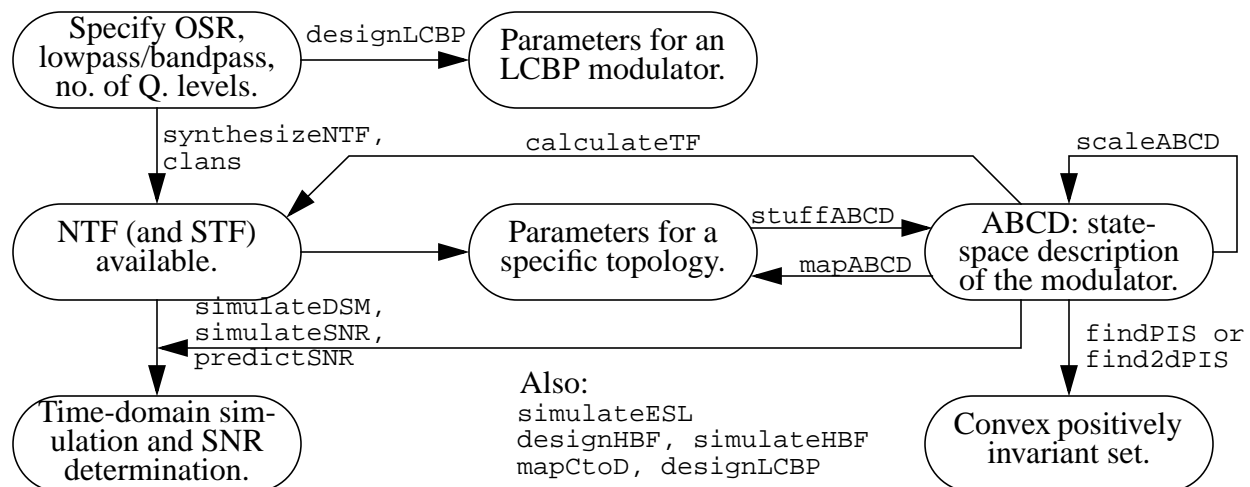 Specify OSR,
lowpass/bandpass,
no. of Q. levels.
designLCBP
Parameters for an
LCBP modulator.
synthesizeNTF,
clans
calculateTF
scaleABCD
NTF (and STF)
available.
Parameters for a
specific topology.
stuffABCD
mapABCD
ABCD: state-
space description
of the modulator.
simulateDSM,
simulateSNR,
predictSNR
findPIS or
find2dPIS
Time-domain sim-
ulation and SNR
determination.
Also:
simulateESL
designHBF, simulateHBF
mapCtoD, designLCBP
Convex positively
invariant set.